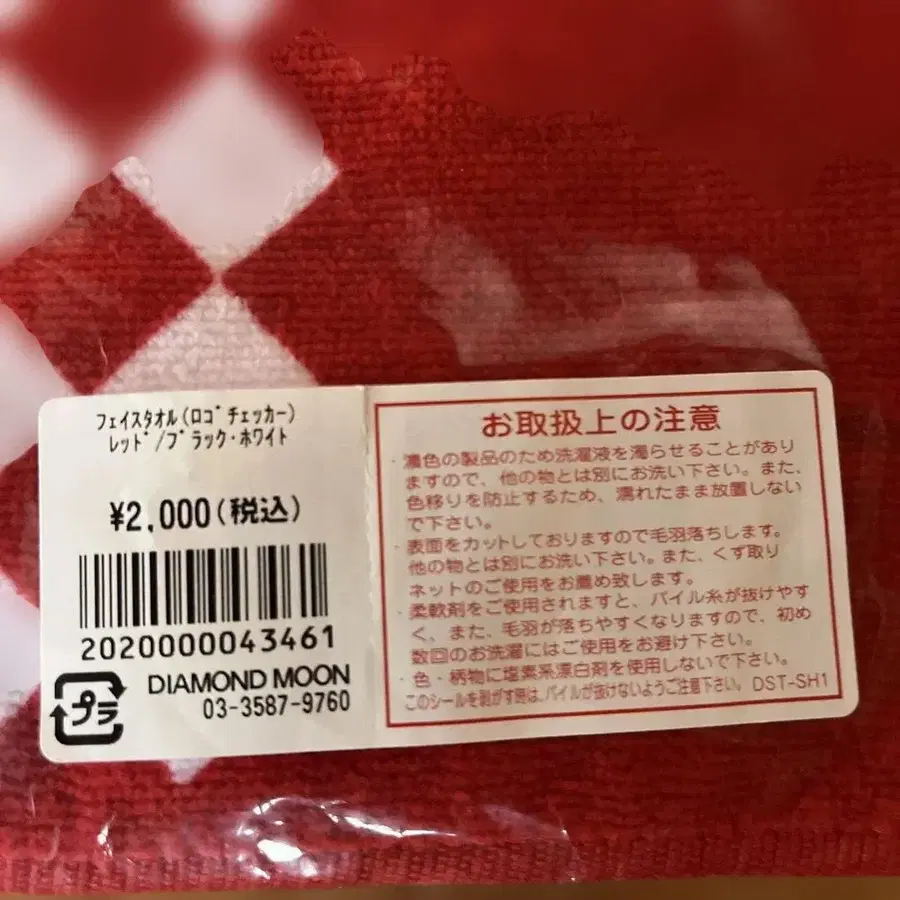 フェイスタオル(ロゴチェッカー)
レッド/ブラック・ホワイト
¥2,000(税込)
2020000043461
プラ
DIAMOND MOON
03-3587-9760
お取扱上の注意
・濃色の製品のため洗濯液を濁らせることがあり
ますので、他の物とは別にお洗い下さい。また、
色移りを防止するため、濡れたまま放置しない
で下さい。
・表面をカットしておりますので毛羽落ちします。
他の物とは別にお洗い下さい。また、くず取り
ネットのご使用をお薦め致します。
・柔軟剤をご使用されますと、パイル糸が抜けやす
く、また、毛羽が落ちやすくなりますので、初め
数回のお洗濯にはご使用をお避け下さい。
・色・柄物に塩素系漂白剤を使用しないで下さい。
このシールを剥がす際は、パイルが抜けないようご注意下さい。 DST-SH1